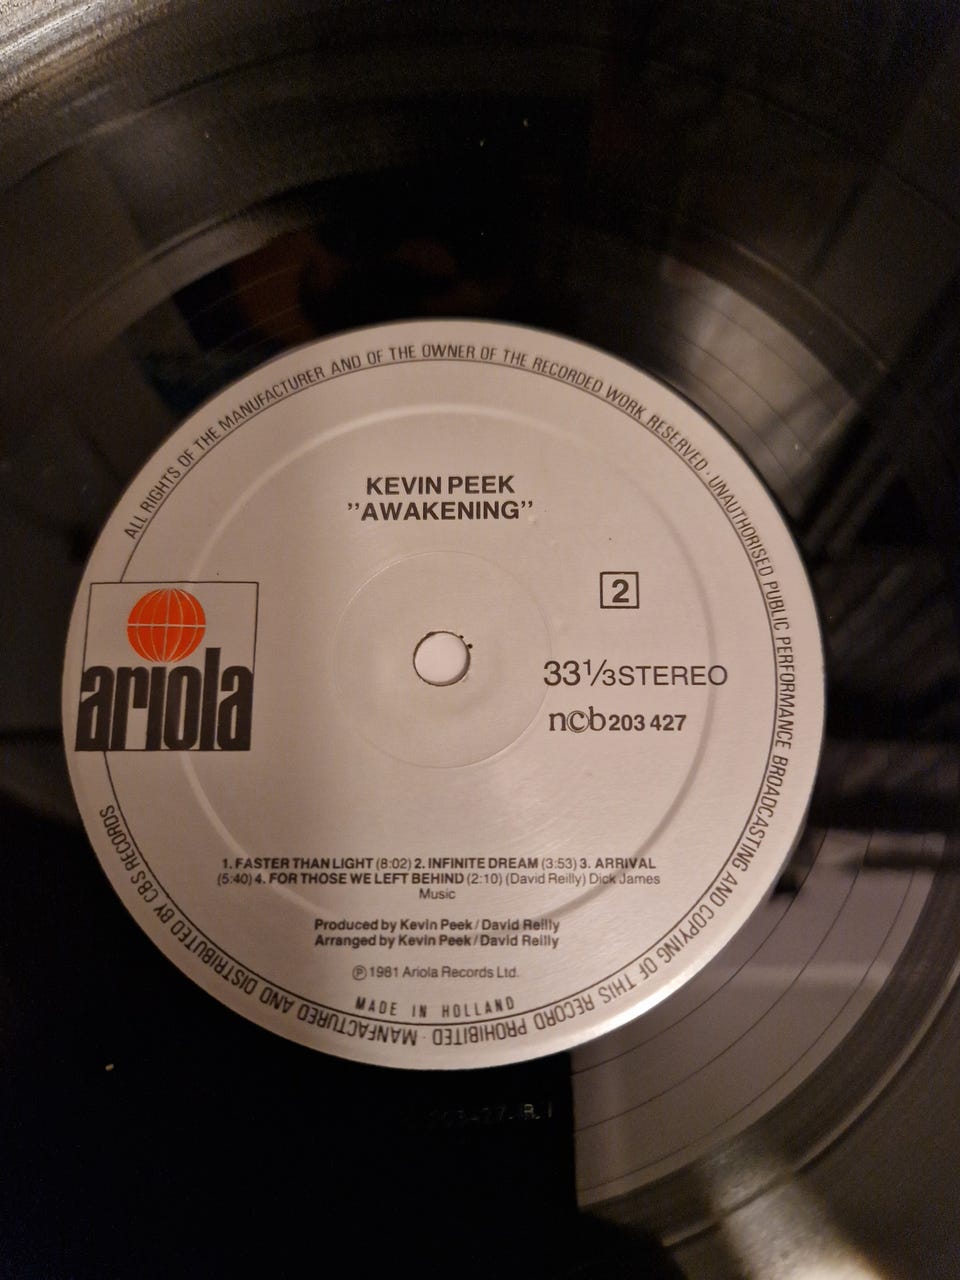 ALL RIGHTS OF THE MANUFACTURER AND OF THE OWNER OF THE RECORDED WORK RESERVED · UNAUTHORISED PUBLIC PERFORMANCE BROADCASTING AND COPYING OF THIS RECORD PROHIBITED · MANFACTURED AND DISTRIBUTED BY CBS RECORDS
KEVIN PEEK
"AWAKENING"
2
ariola
33⅓ STEREO
ncb 203 427
1. FASTER THAN LIGHT (8:02) 2. INFINITE DREAM (3:53) 3. ARRIVAL
(5:40) 4. FOR THOSE WE LEFT BEHIND (2:10) (David Reilly) Dick James
Music
Produced by Kevin Peek / David Reilly
Arranged by Kevin Peek / David Reilly
Ⓟ 1981 Ariola Records Ltd.
MADE IN HOLLAND